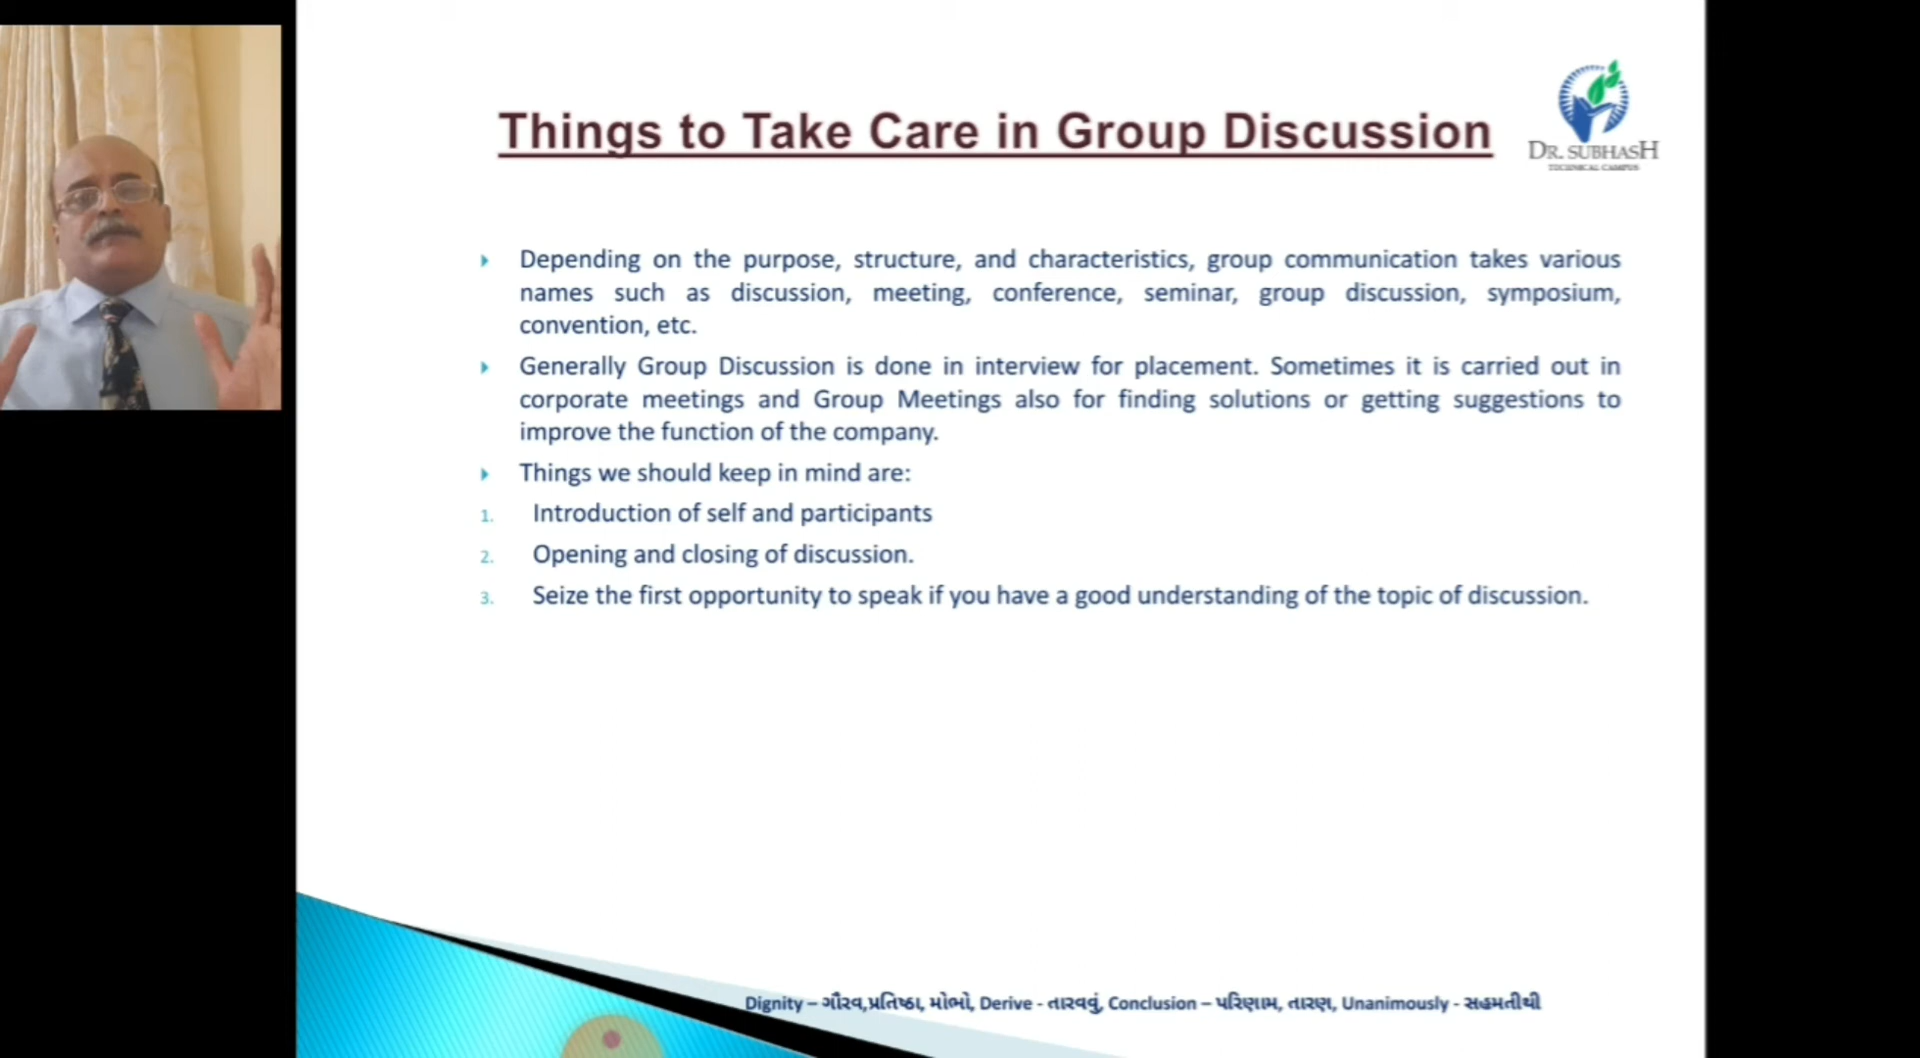 Things to Take Care in Group Discussion
DR. SUBHASH
TECHNICAL CAMPUS
Depending on the purpose, structure, and characteristics, group communication takes various
names such as discussion, meeting, conference, seminar, group discussion, symposium,
convention, etc.
Generally Group Discussion is done in interview for placement. Sometimes it is carried out in
corporate meetings and Group Meetings also for finding solutions or getting suggestions to
improve the function of the company.
Things we should keep in mind are:
1. Introduction of self and participants
2. Opening and closing of discussion.
3. Seize the first opportunity to speak if you have a good understanding of the topic of discussion.
Dignity – ગૌરવ,પ્રતિષ્ઠા, મોભો, Derive - તારવવું, Conclusion – પરિણામ, તારણ, Unanimously - સહમતીથી